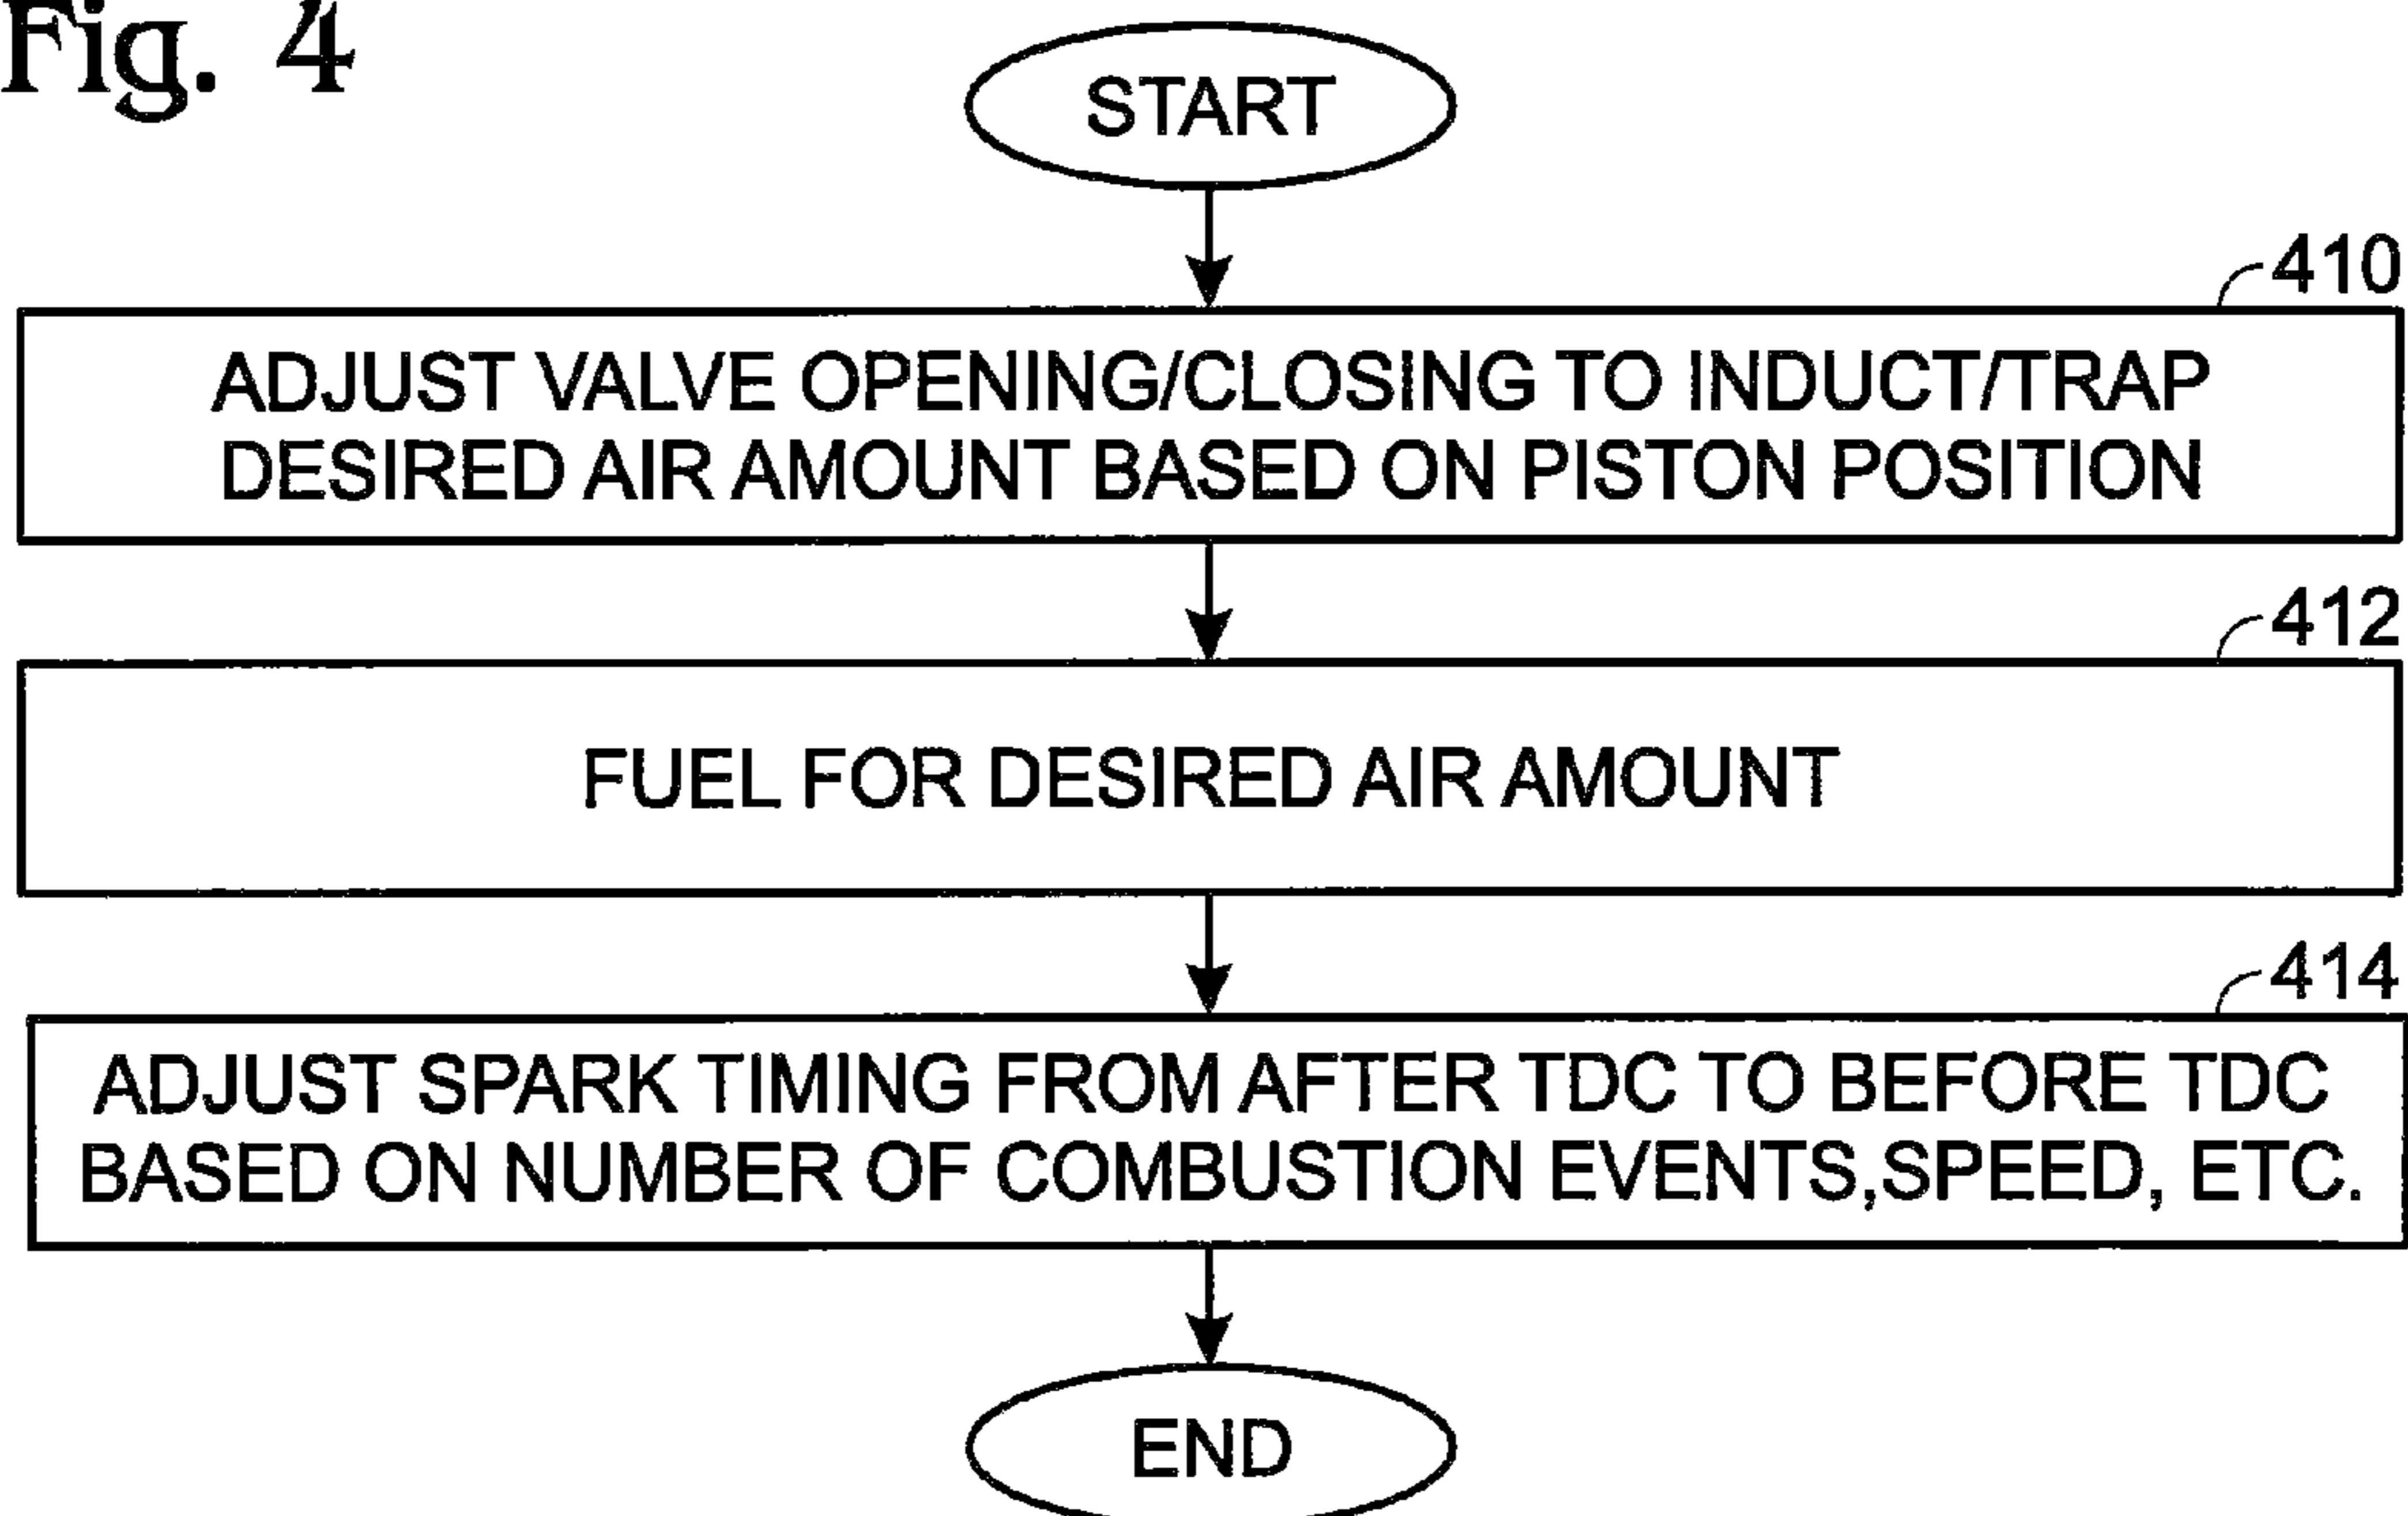 Fig. 4
START
410
ADJUST VALVE OPENING/CLOSING TO INDUCT/TRAP
DESIRED AIR AMOUNT BASED ON PISTON POSITION
412
FUEL FOR DESIRED AIR AMOUNT
414
ADJUST SPARK TIMING FROM AFTER TDC TO BEFORE TDC
BASED ON NUMBER OF COMBUSTION EVENTS,SPEED, ETC.
END